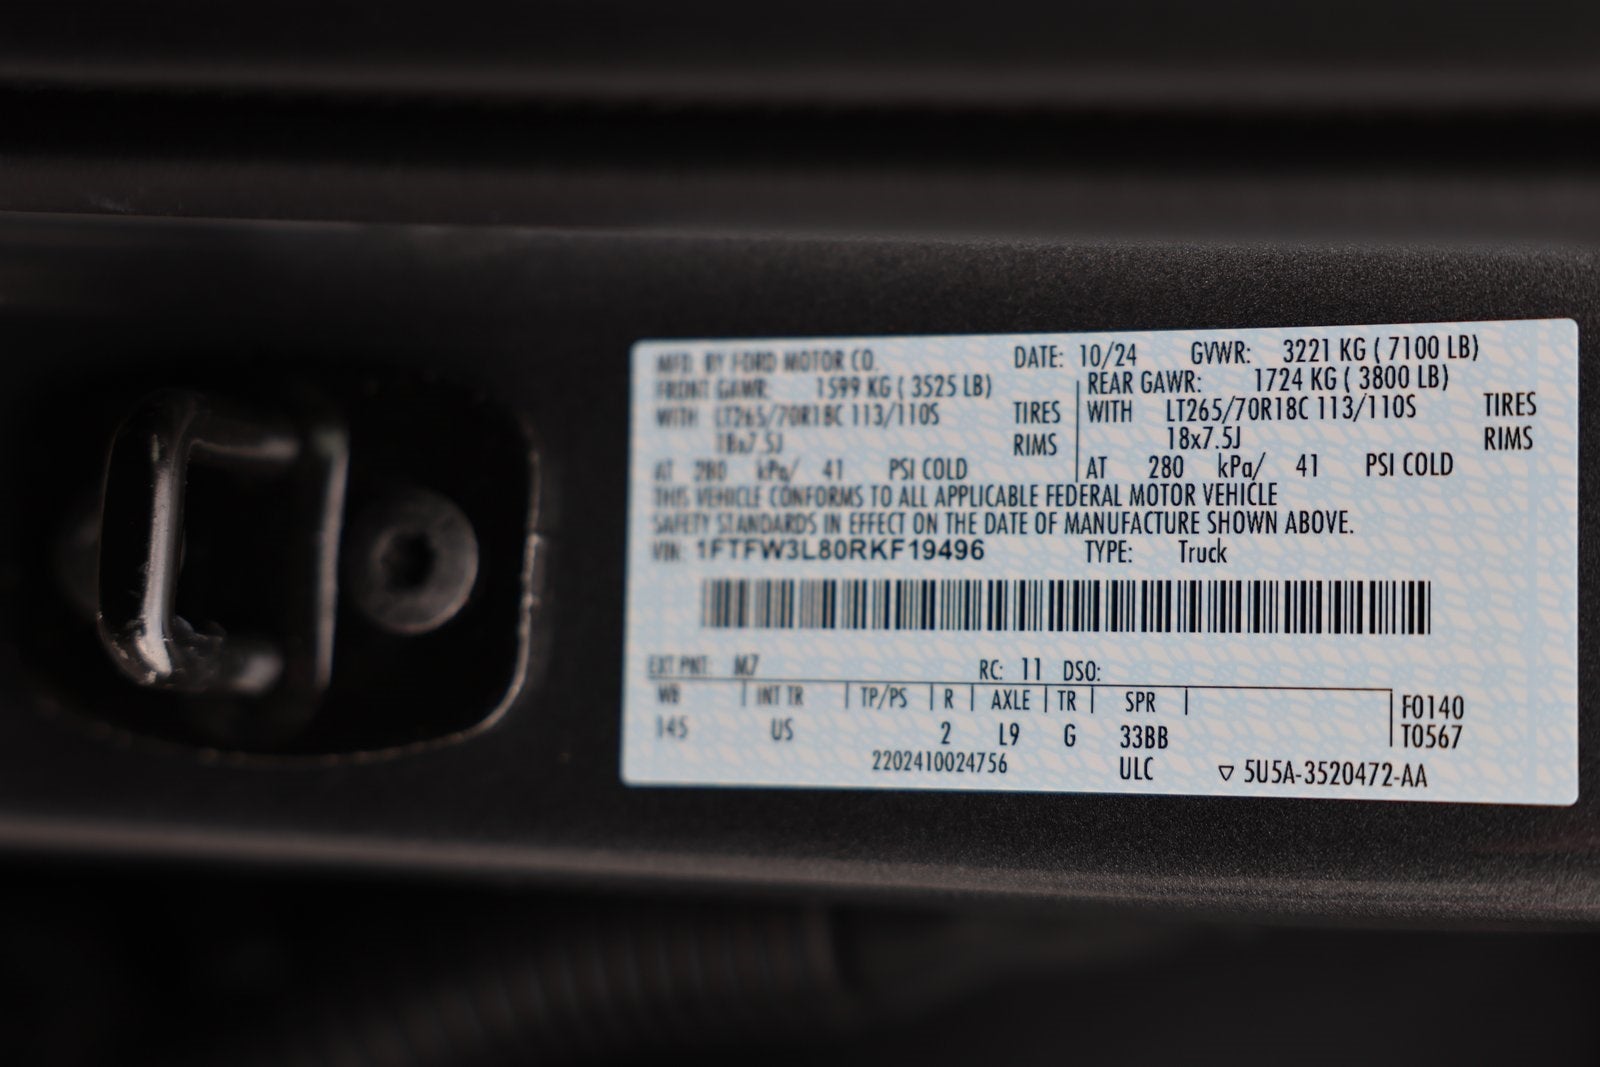 MFD. BY FORD MOTOR CO. DATE: 10/24 GVWR: 3221 KG ( 7100 LB)
FRONT GAWR: 1599 KG ( 3525 LB) REAR GAWR: 1724 KG ( 3800 LB)
WITH LT265/70R18C 113/110S TIRES WITH LT265/70R18C 113/110S TIRES
18x7.5J RIMS 18x7.5J RIMS
AT 280 kPa/ 41 PSI COLD AT 280 kPa/ 41 PSI COLD
THIS VEHICLE CONFORMS TO ALL APPLICABLE FEDERAL MOTOR VEHICLE
SAFETY STANDARDS IN EFFECT ON THE DATE OF MANUFACTURE SHOWN ABOVE.
VIN: 1FTFW3L80RKF19496 TYPE: Truck
EXT PNT: M7 RC: 11 DSO:
WB INT TR TP/PS R AXLE TR SPR F0140
145 US 2 L9 G 33BB T0567
2202410024756 ULC ▽ 5U5A-3520472-AA